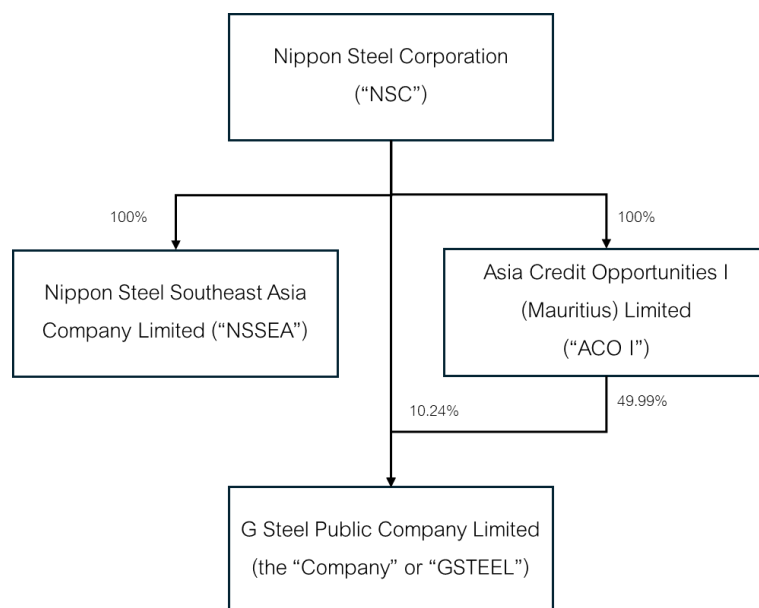 Nippon Steel Corporation
(“NSC”)
100%
100%
Nippon Steel Southeast Asia
Company Limited (“NSSEA”)
Asia Credit Opportunities I
(Mauritius) Limited
(“ACO I”)
10.24%
49.99%
G Steel Public Company Limited
(the “Company” or “GSTEEL”)